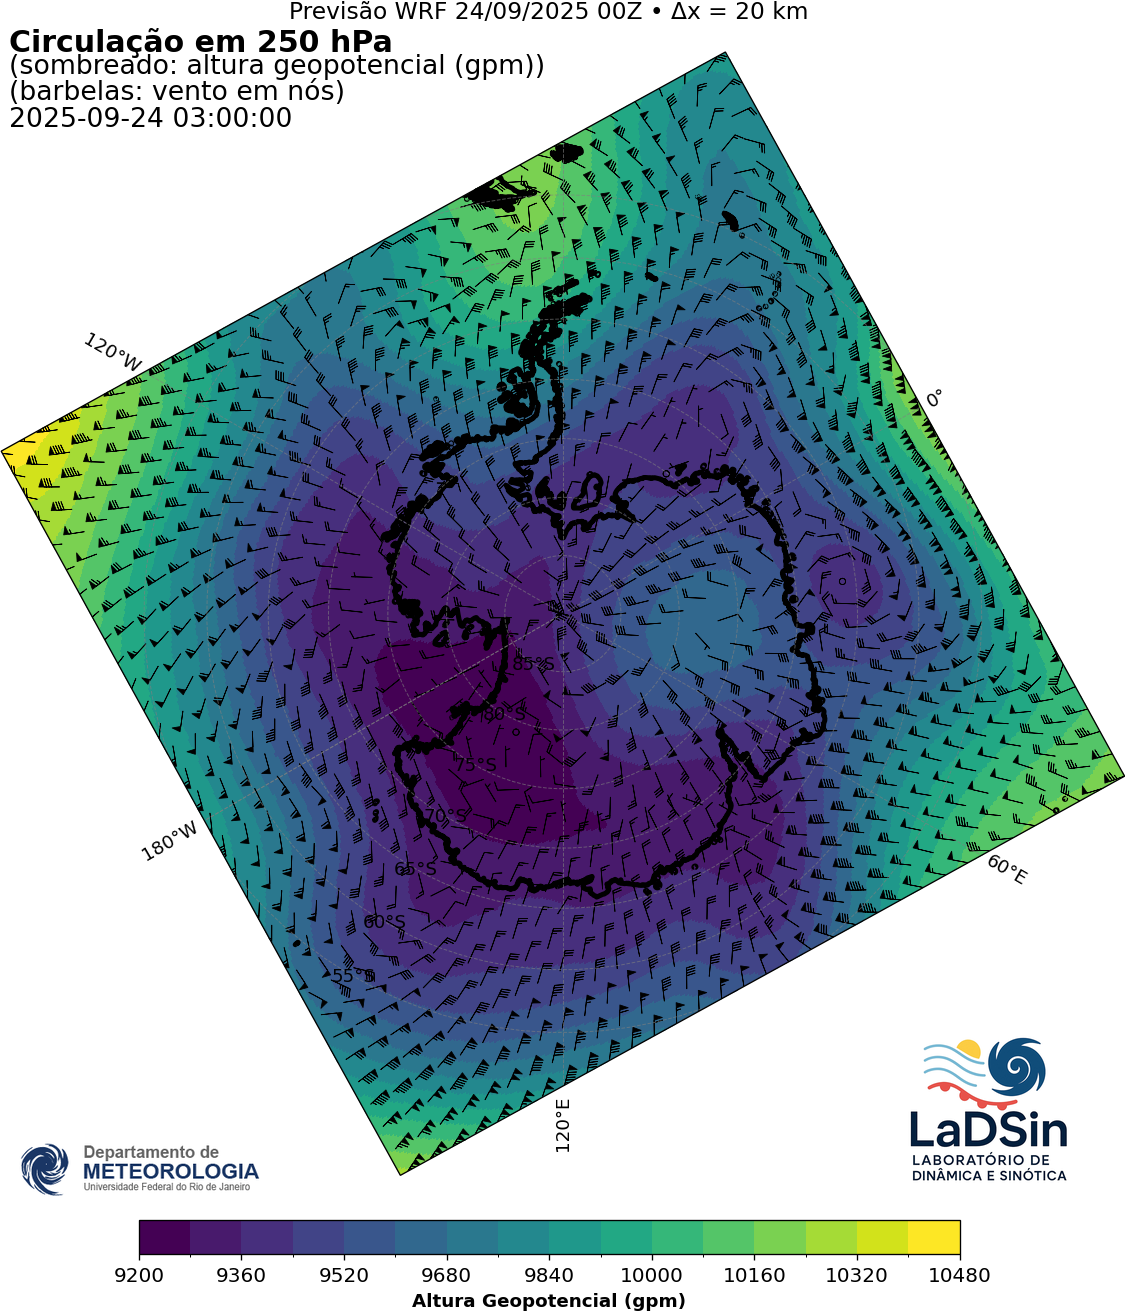 Previsão WRF 24/09/2025 00Z • Δx = 20 km
Circulação em 250 hPa
(sombreado: altura geopotencial (gpm))
(barbelas: vento em nós)
2025-09-24 03:00:00
120°W
0°
85°S
80°S
75°S
70°S
180°W
65°S
60°E
60°S
55°S
120°E
LaDSin
LABORATÓRIO DE
DINÂMICA E SINÓTICA
Departamento de
METEOROLOGIA
Universidade Federal do Rio de Janeiro
9200 9360 9520 9680 9840 10000 10160 10320 10480
Altura Geopotencial (gpm)